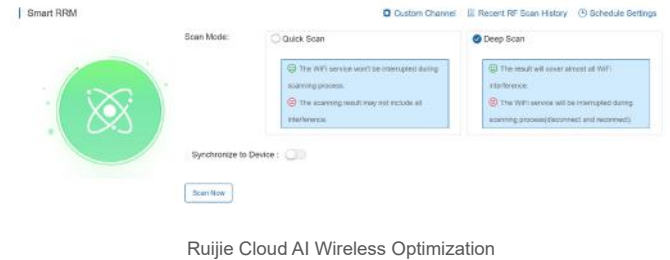 Smart RRM
Custom Channel Recent RF Scan History Schedule Settings
Scan Mode:
Quick Scan
The WiFi service won't be interrupted during
scanning process.
The scanning result may not include all
interference.
Deep Scan
The result will cover almost all WiFi
interference.
The WiFi service will be interrupted during
scanning process(disconnect and reconnect).
Synchronize to Device :
Scan Now
Ruijie Cloud AI Wireless Optimization